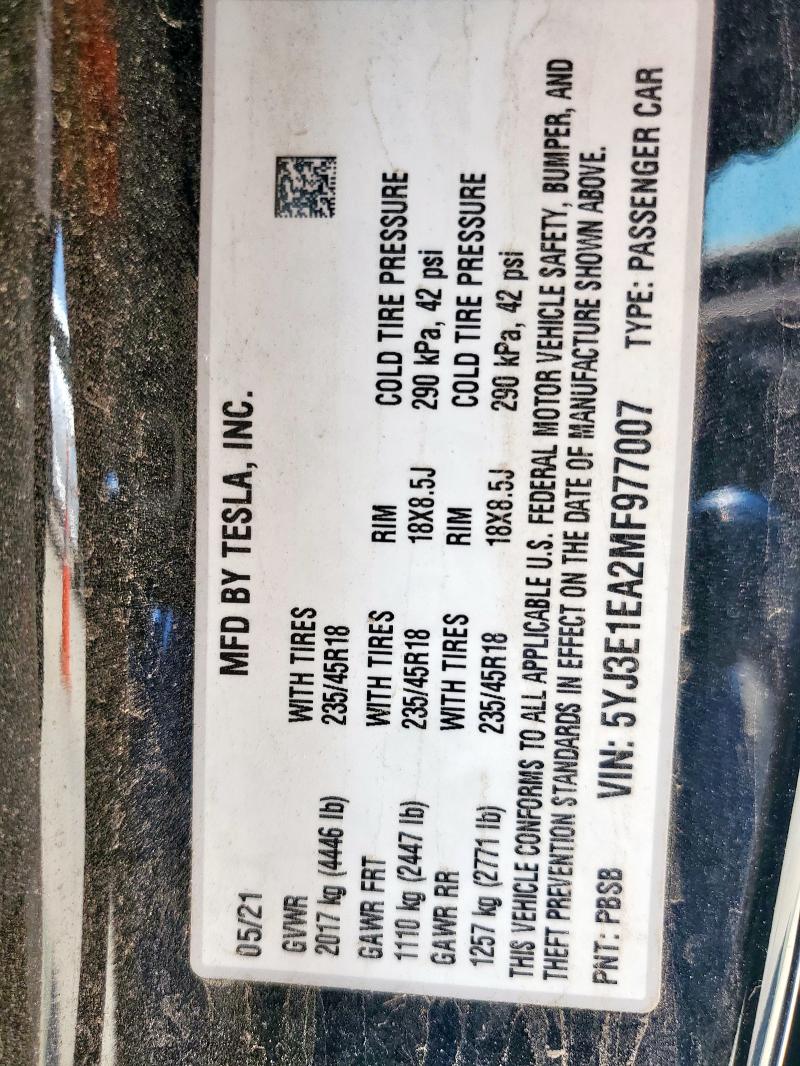 05/21 MFD BY TESLA, INC.
GVWR WITH TIRES
2017 kg (4446 lb) 235/45R18
GAWR FRT WITH TIRES RIM COLD TIRE PRESSURE
1110 kg (2447 lb) 235/45R18 18X8.5J 290 kPa, 42 psi
GAWR RR WITH TIRES RIM COLD TIRE PRESSURE
1257 kg (2771 lb) 235/45R18 18X8.5J 290 kPa, 42 psi
THIS VEHICLE CONFORMS TO ALL APPLICABLE U.S. FEDERAL MOTOR VEHICLE SAFETY, BUMPER, AND
THEFT PREVENTION STANDARDS IN EFFECT ON THE DATE OF MANUFACTURE SHOWN ABOVE.
PNT: PBSB VIN: 5YJ3E1EA2MF977007 TYPE: PASSENGER CAR